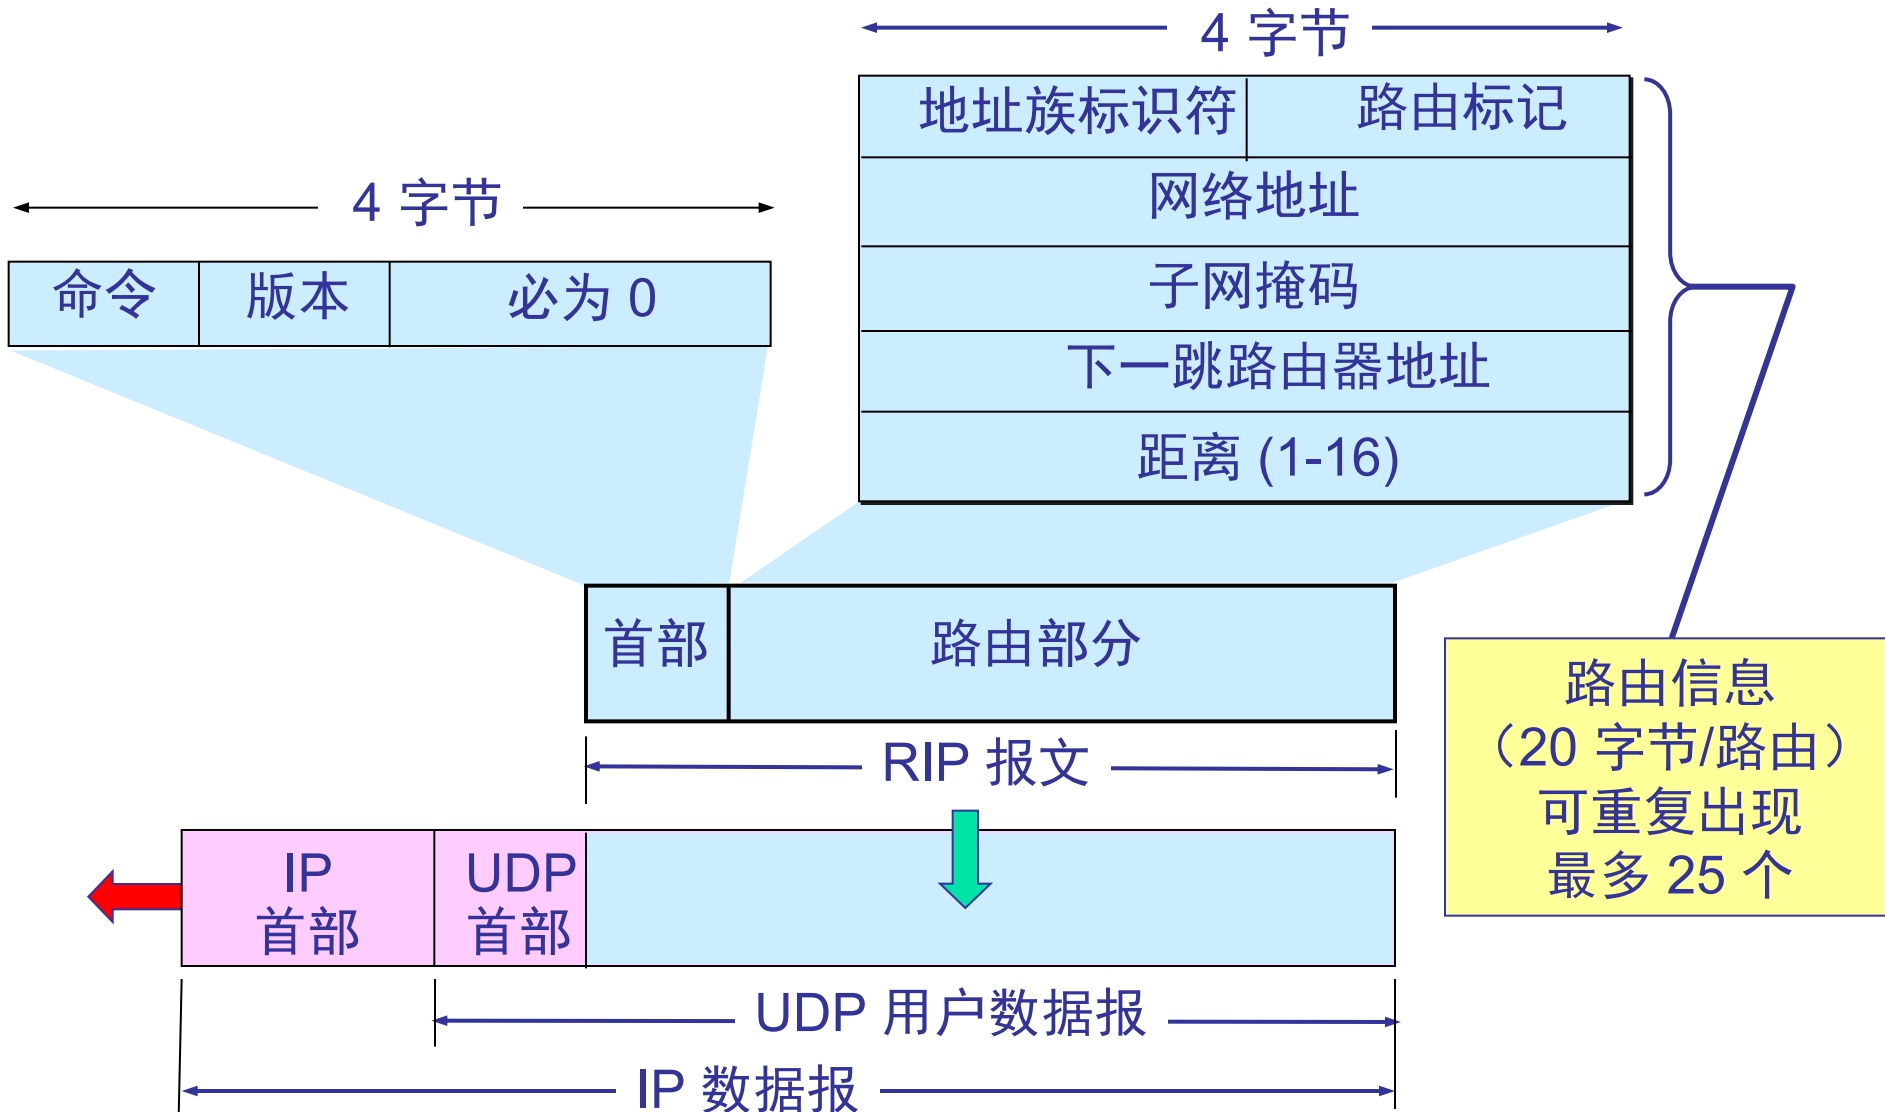 4 字节
地址族标识符 路由标记
网络地址
子网掩码
下一跳路由器地址
距离 (1-16)
4 字节
命令 版本 必为 0
首部 路由部分
RIP 报文
路由信息
（20 字节/路由）
可重复出现
最多 25 个
IP
首部
UDP
首部
UDP 用户数据报
IP 数据报